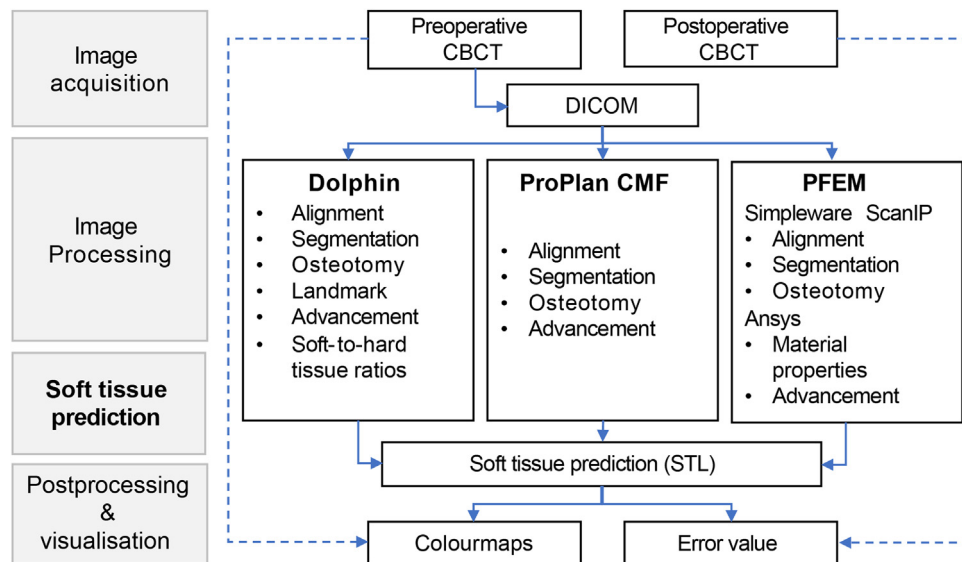 Image
acquisition
Image
Processing
Soft tissue
prediction
Postprocessing
&
visualisation
Preoperative
CBCT
Postoperative
CBCT
DICOM
Dolphin
• Alignment
• Segmentation
• Osteotomy
• Landmark
• Advancement
• Soft-to-hard
tissue ratios
ProPlan CMF
• Alignment
• Segmentation
• Osteotomy
• Advancement
PFEM
Simpleware ScanIP
• Alignment
• Segmentation
• Osteotomy
Ansys
• Material
properties
• Advancement
Soft tissue prediction (STL)
Colourmaps
Error value